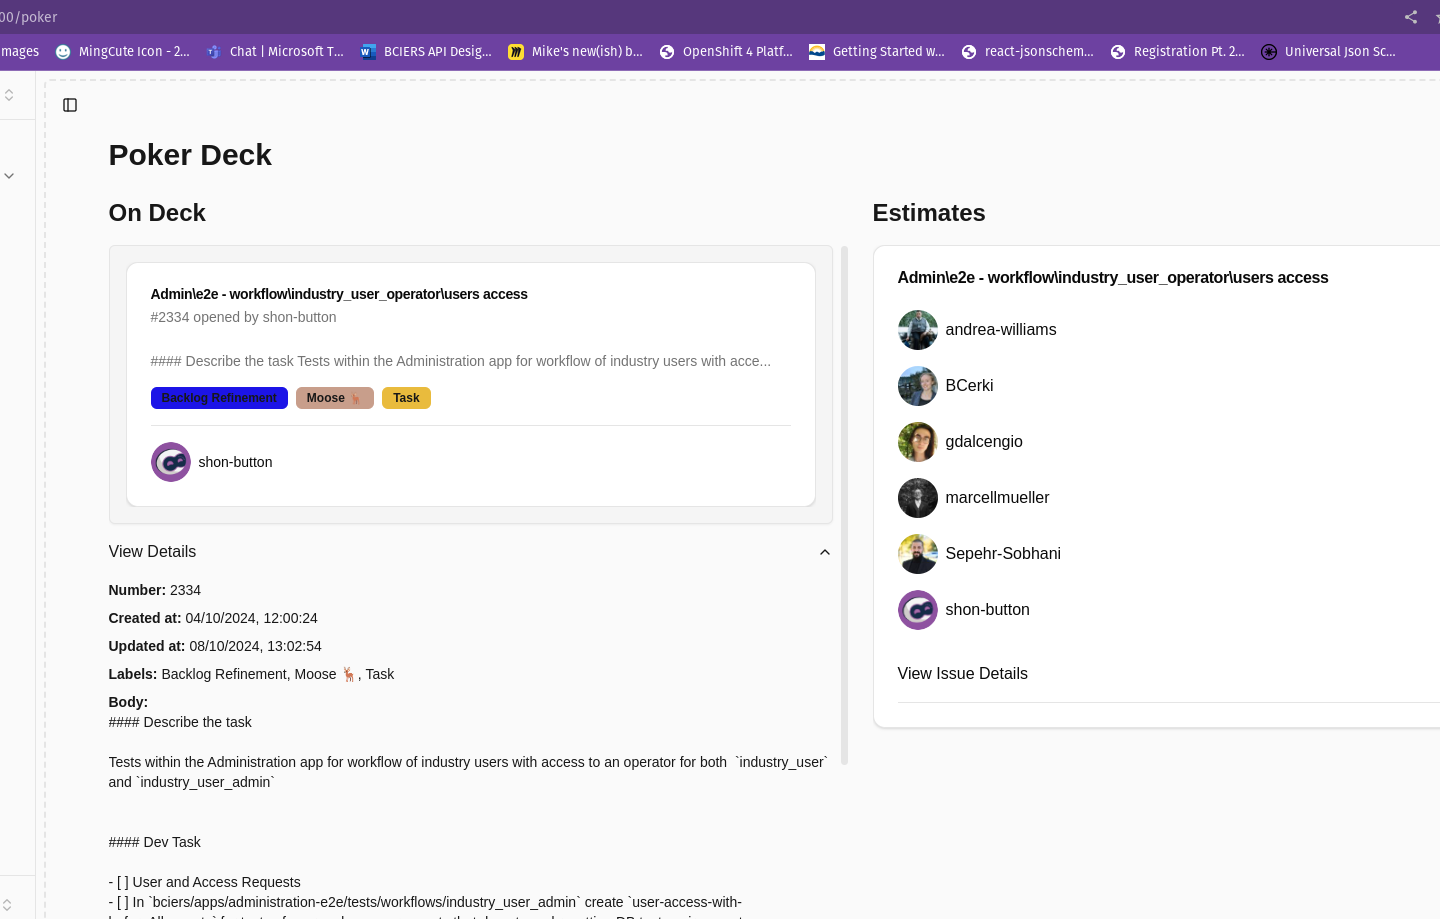 00/poker
mages
MingCute Icon - 2...
Chat | Microsoft T...
BCIERS API Desig...
Mike's new(ish) b...
OpenShift 4 Platf...
Getting Started w...
react-jsonschem...
Registration Pt. 2...
Universal Json Sc...
Poker Deck
On Deck
Admin\e2e - workflow\industry_user_operator\users access
#2334 opened by shon-button
#### Describe the task Tests within the Administration app for workflow of industry users with acce...
Backlog Refinement
Moose 🦌
Task
shon-button
View Details
Number: 2334
Created at: 04/10/2024, 12:00:24
Updated at: 08/10/2024, 13:02:54
Labels: Backlog Refinement, Moose 🦌, Task
Body:
#### Describe the task
Tests within the Administration app for workflow of industry users with access to an operator for both `industry_user`
and `industry_user_admin`
#### Dev Task
- [ ] User and Access Requests
- [ ] In `bciers/apps/administration-e2e/tests/workflows/industry_user_admin` create `user-access-with-
Estimates
Admin\e2e - workflow\industry_user_operator\users access
andrea-williams
BCerki
gdalcengio
marcellmueller
Sepehr-Sobhani
shon-button
View Issue Details